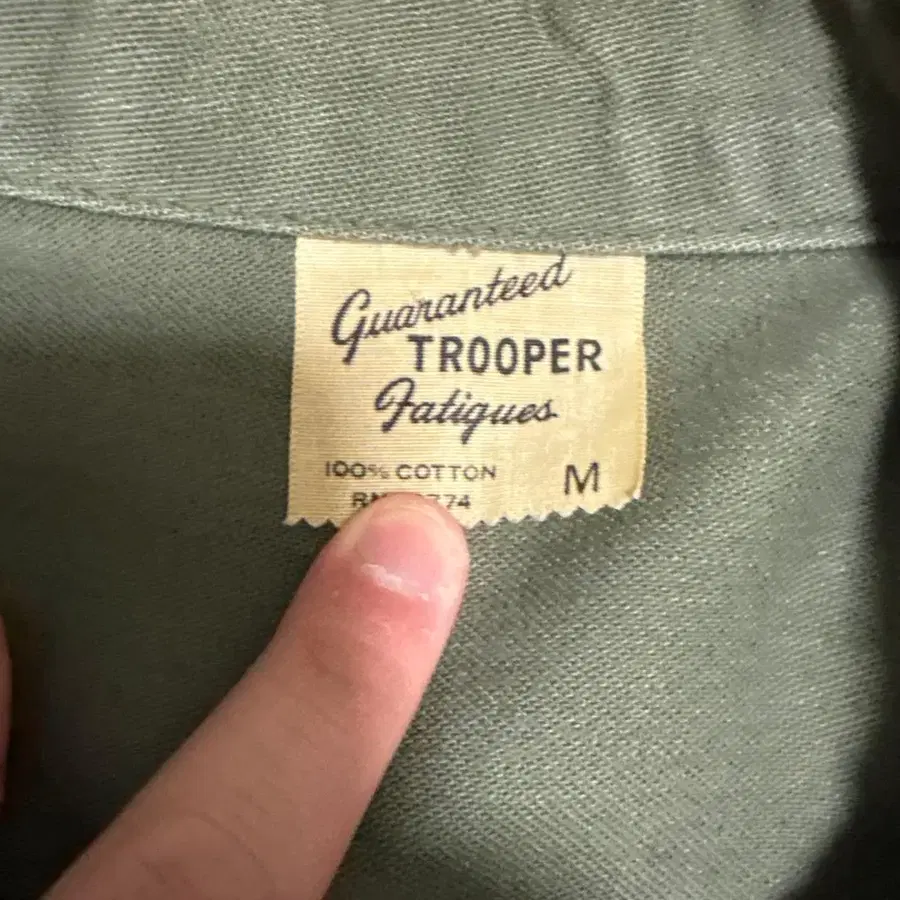 Guaranteed
TROOPER
Fatigues
100% COTTON M